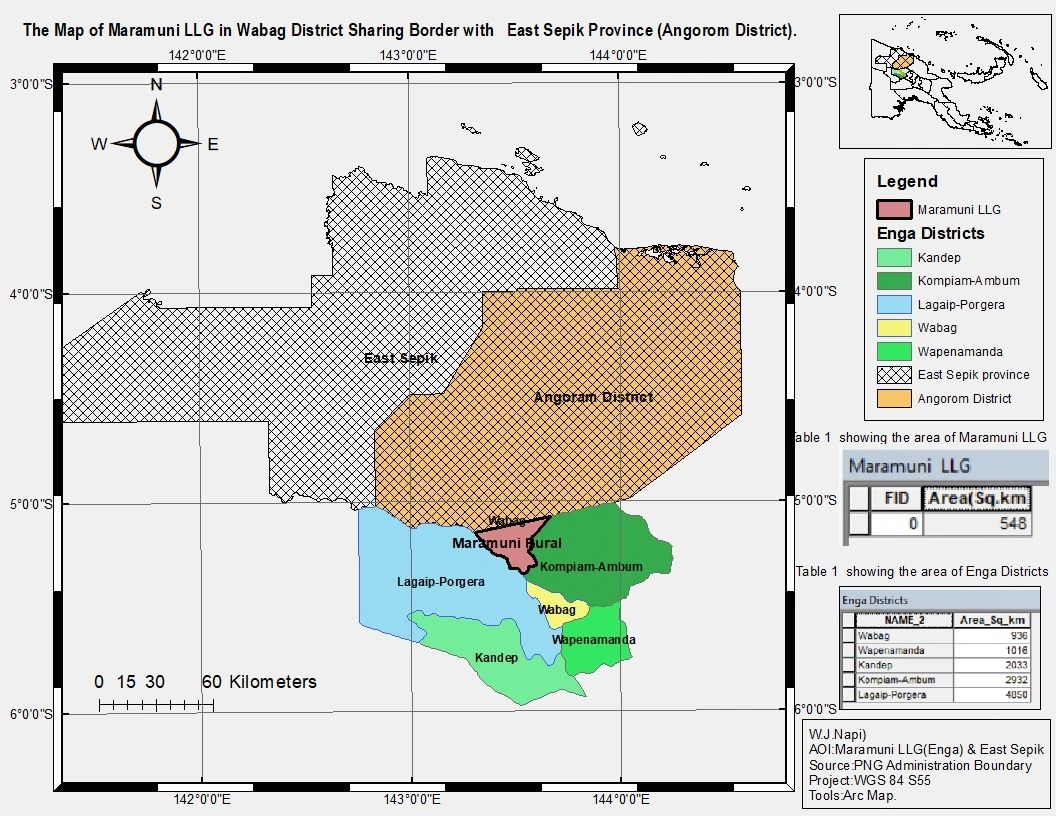 The Map of Maramuni LLG in Wabag District Sharing Border with East Sepik Province (Angorom District).
142°0'0"E 143°0'0"E 144°0'0"E
3°0'0"S 3°0'0"S
N
W E
S
4°0'0"S 4°0'0"S
East Sepik
Angoram District
5°0'0"S 5°0'0"S
Wabag
Maramuni Rural
Kompiam-Ambum
Lagaip-Porgera
Wabag
Wapenamanda
Kandep
0 15 30 60 Kilometers
6°0'0"S 6°0'0"S
142°0'0"E 143°0'0"E 144°0'0"E
Legend
Maramuni LLG
Enga Districts
Kandep
Kompiam-Ambum
Lagaip-Porgera
Wabag
Wapenamanda
East Sepik province
Angorom District
Table 1 showing the area of Maramuni LLG
Maramuni LLG
FID Area(Sq.km
0 548
Table 1 showing the area of Enga Districts
Enga Districts
NAME_2 Area_Sq_km
Wabag 936
Wapenamanda 1016
Kandep 2033
Kompiam-Ambum 2932
Lagaip-Porgera 4850
W.J.Napi)
AOI:Maramuni LLG(Enga) & East Sepik
Source:PNG Administration Boundary
Project:WGS 84 S55
Tools:Arc Map.